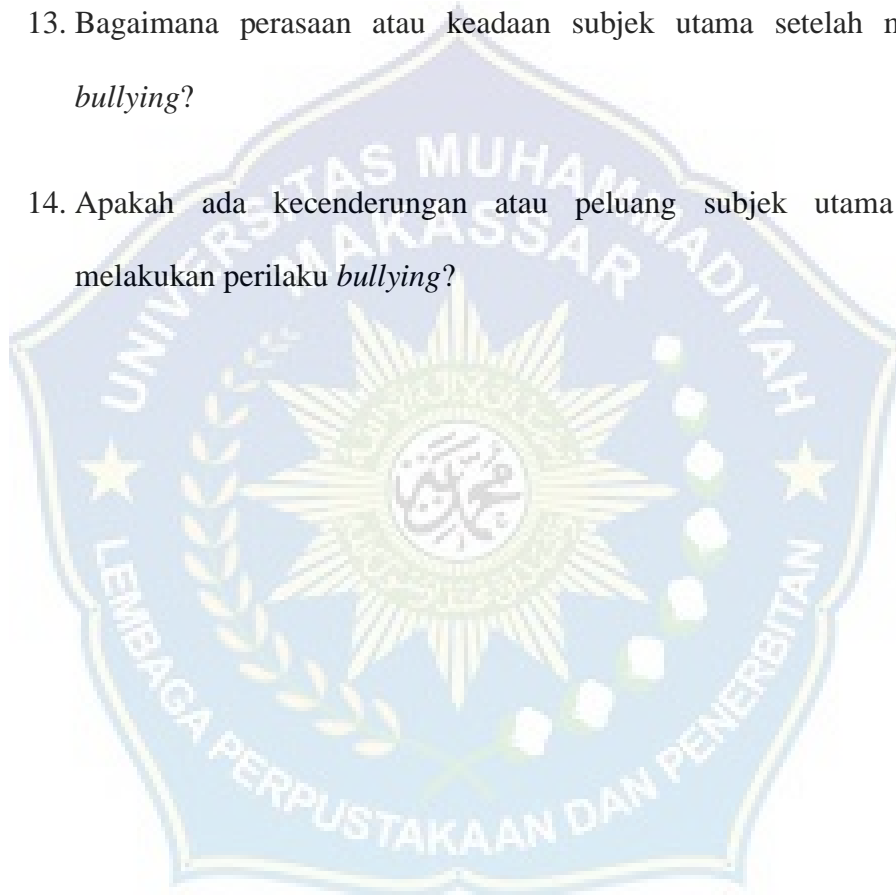 13. Bagaimana perasaan atau keadaan subjek utama setelah
bullying?
14. Apakah ada kecenderungan atau peluang subjek utama
melakukan perilaku bullying?
UNIVERSITAS MUHAMMADIYAH
MAKASSAR
LEMBAGA PERPUSTAKAAN DAN PENERBITAN